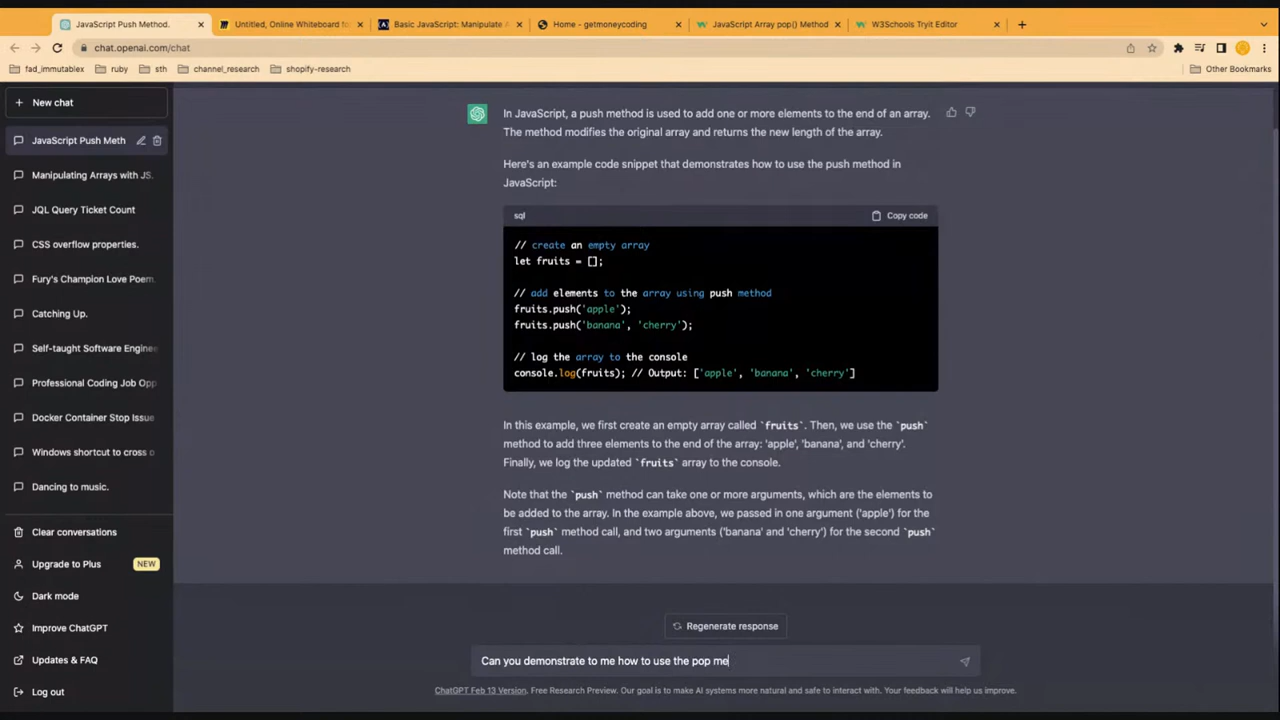 JavaScript Push Method.
Untitled, Online Whiteboard fo
Basic JavaScript: Manipulate A
Home - getmoneycoding
JavaScript Array pop() Method
W3Schools Tryit Editor
chat.openai.com/chat
fad_immutablex
ruby
sth
channel_research
shopify-research
Other Bookmarks
New chat
JavaScript Push Meth
Manipulating Arrays with JS.
JQL Query Ticket Count
CSS overflow properties.
Fury's Champion Love Poem.
Catching Up.
Self-taught Software Enginee
Professional Coding Job Opp
Docker Container Stop Issue
Windows shortcut to cross o
Dancing to music.
Clear conversations
Upgrade to Plus
NEW
Dark mode
Improve ChatGPT
Updates & FAQ
Log out
In JavaScript, a push method is used to add one or more elements to the end of an array.
The method modifies the original array and returns the new length of the array.
Here's an example code snippet that demonstrates how to use the push method in
JavaScript:
sql
Copy code
// create an empty array
let fruits = [];
// add elements to the array using push method
fruits.push('apple');
fruits.push('banana', 'cherry');
// log the array to the console
console.log(fruits); // Output: ['apple', 'banana', 'cherry']
In this example, we first create an empty array called `fruits`. Then, we use the `push`
method to add three elements to the end of the array: 'apple', 'banana', and 'cherry'.
Finally, we log the updated `fruits` array to the console.
Note that the `push` method can take one or more arguments, which are the elements to
be added to the array. In the example above, we passed in one argument ('apple') for the
first `push` method call, and two arguments ('banana' and 'cherry') for the second `push`
method call.
Regenerate response
Can you demonstrate to me how to use the pop me
ChatGPT Feb 13 Version. Free Research Preview. Our goal is to make AI systems more natural and safe to interact with. Your feedback will help us improve.